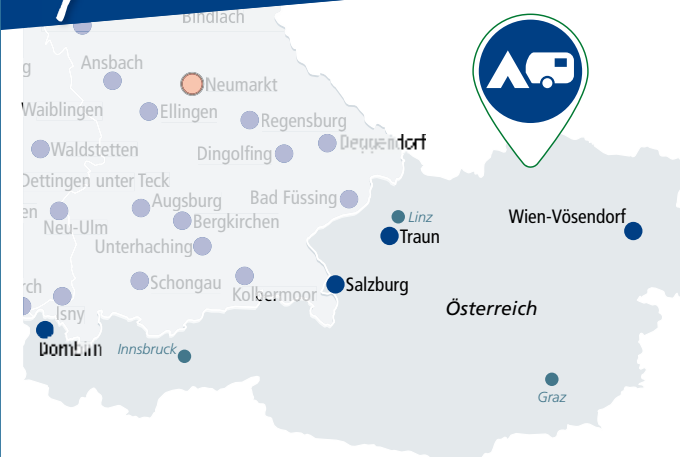 Bindlach
Ansbach
Neumarkt
Waiblingen
Ellingen
Regensburg
Waldstetten
Dingolfing
Deggendorf
Dettingen unter Teck
Augsburg
Bad Füssing
Neu-Ulm
Bergkirchen
Linz
Wien-Vösendorf
Unterhaching
Traun
Schongau
Kolbermoor
Salzburg
Isny
Österreich
Dornbirn
Innsbruck
Graz